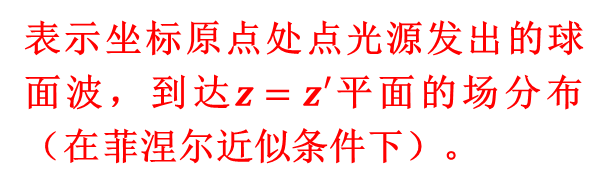 表示坐标原点处点光源发出的球
面波，到达z = z′平面的场分布
（在菲涅尔近似条件下）。